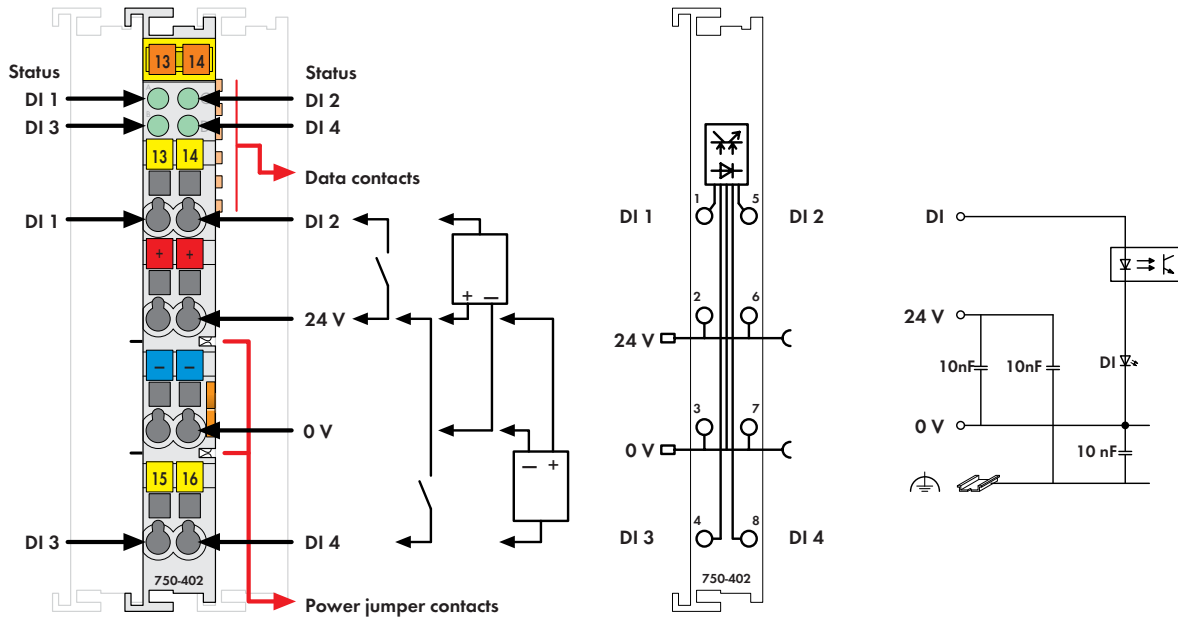 13 14
Status
Status
DI 1
DI 2
DI 3
DI 4
13 14
Data contacts
DI 1
DI 2
+ +
+ −
24 V
− −
0 V
− +
15 16
DI 3
DI 4
750-402
Power jumper contacts
1 5
DI 1
DI 2
2 6
24 V
3 7
0 V
4 8
DI 3
DI 4
750-402
DI
24 V
10nF
10nF
DI
0 V
10 nF